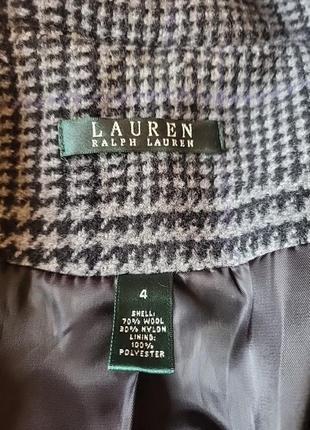 LAUREN
RALPH LAUREN
4
SHELL:
70% WOOL
30% NYLON
LINING:
100%
POLYESTER